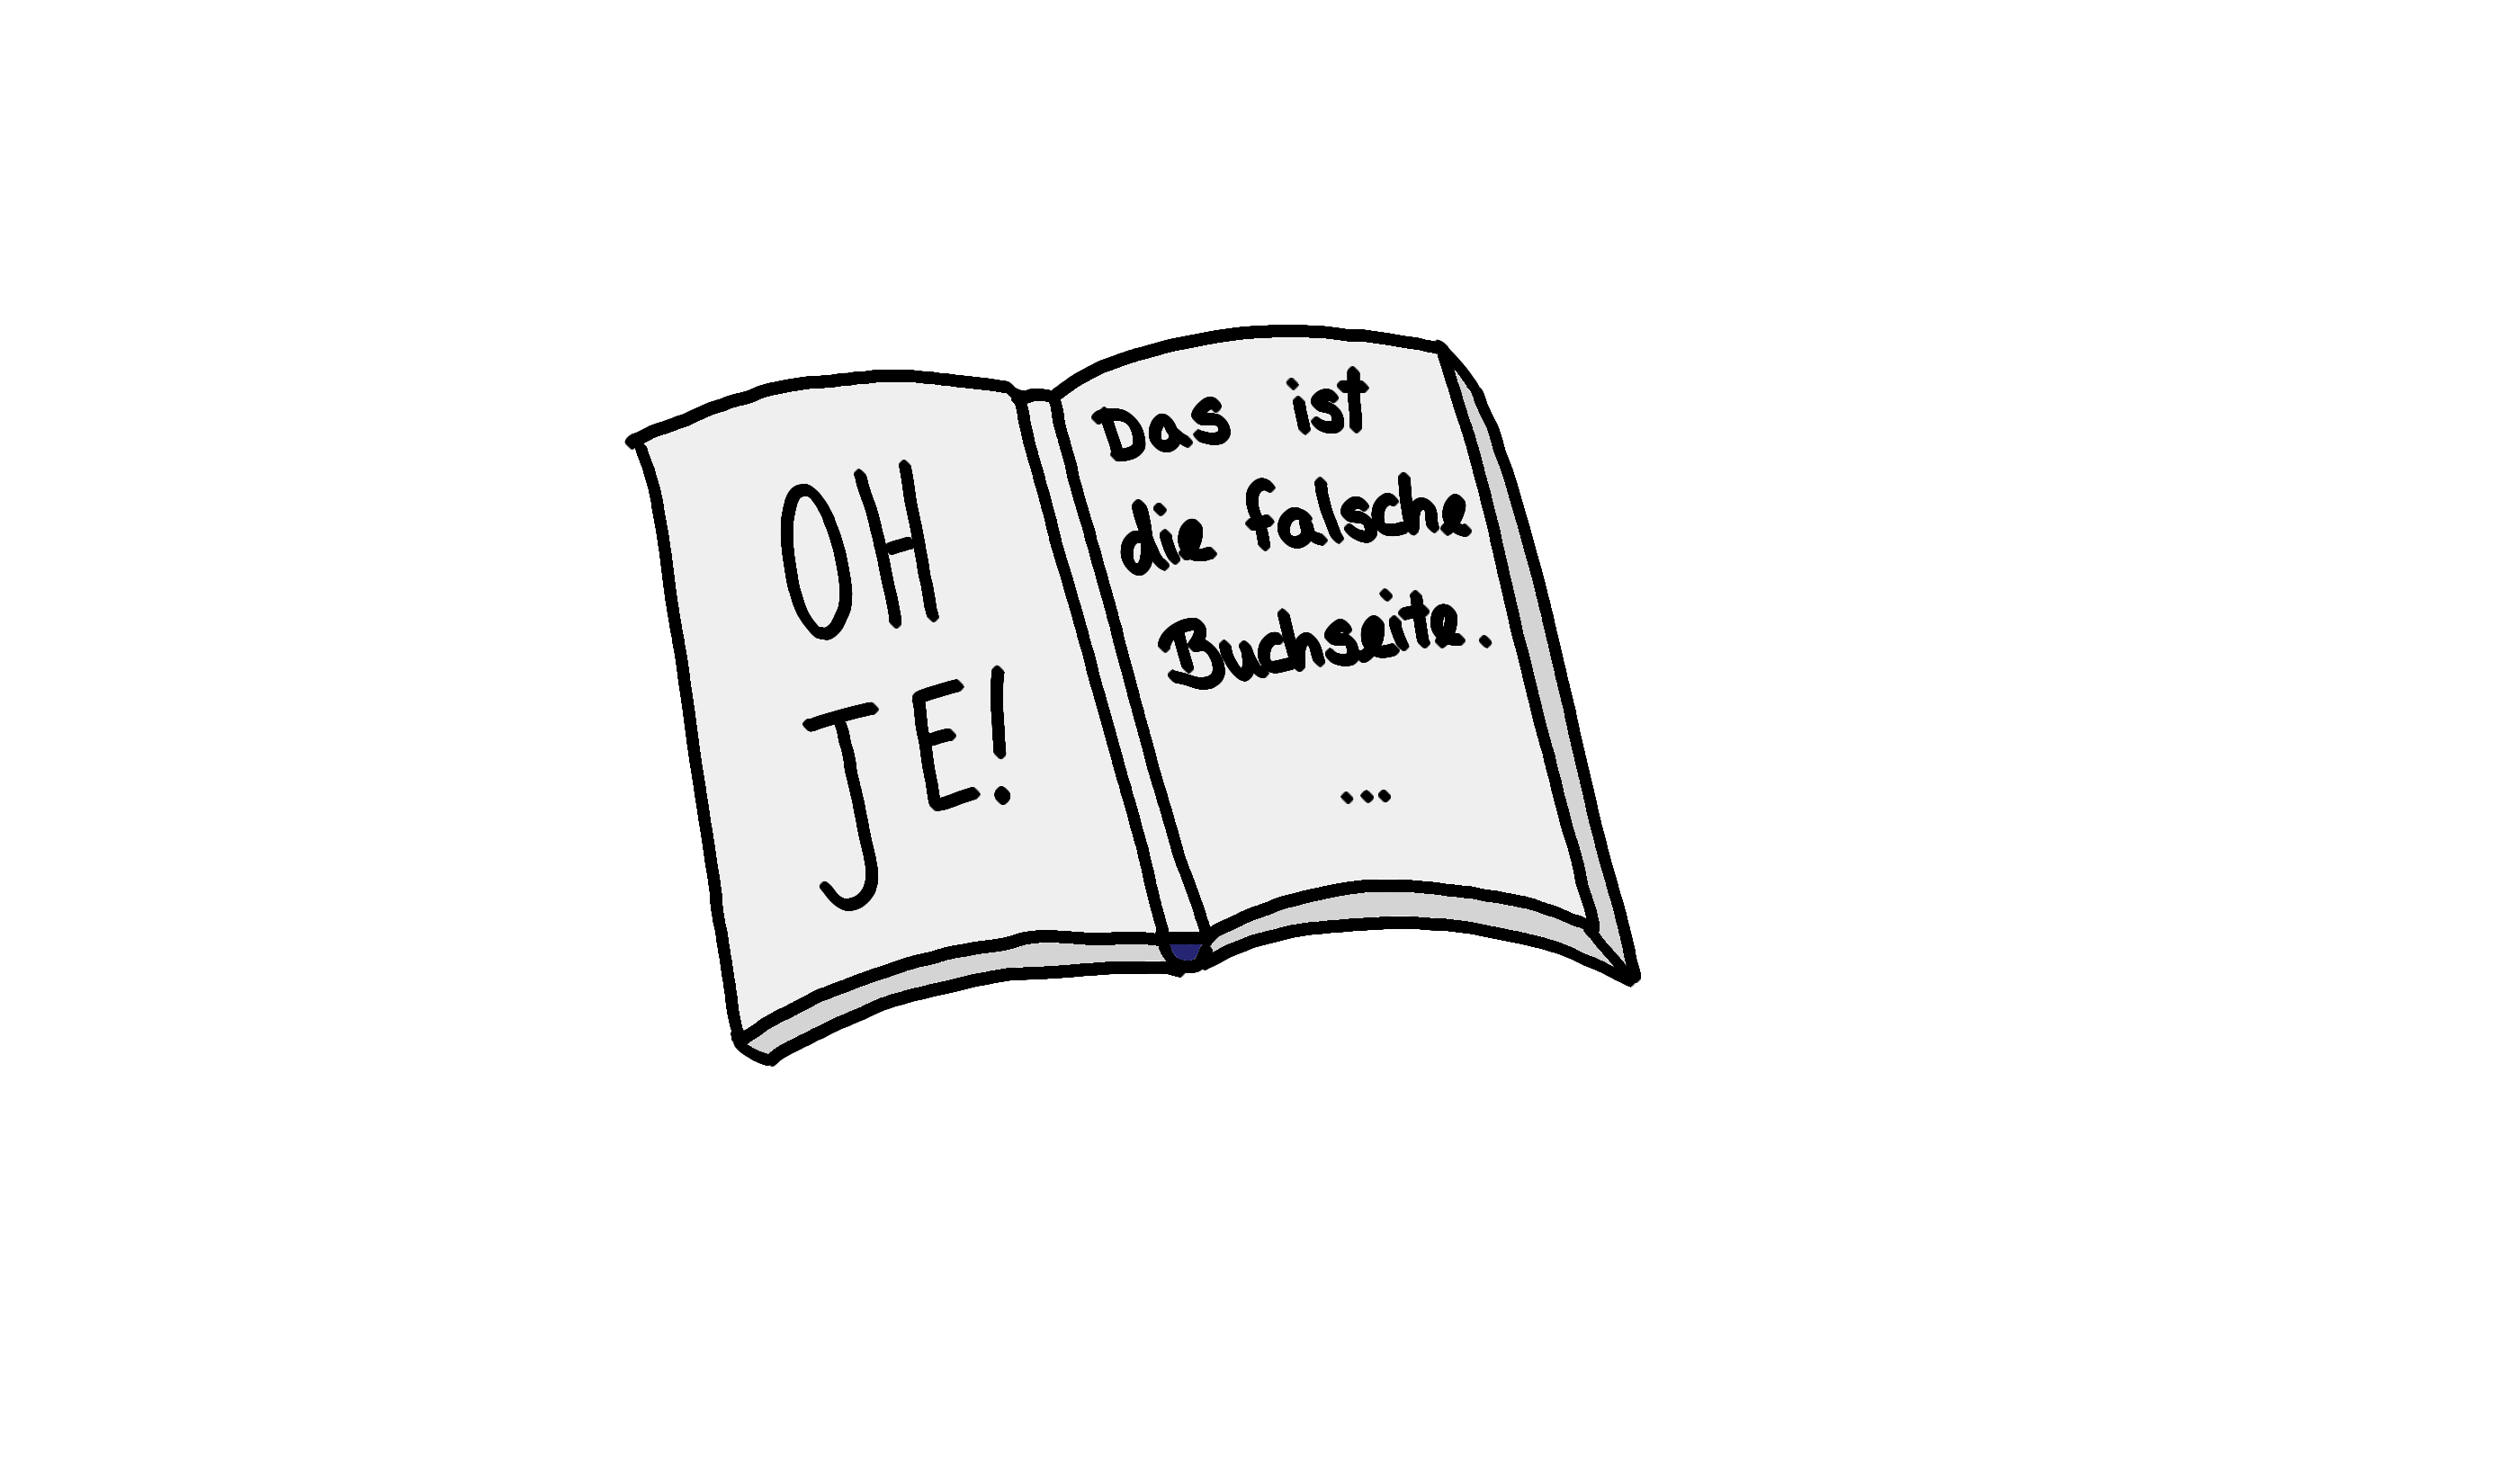 OH
JE!
Das ist
die falsche
Buchseite.
...